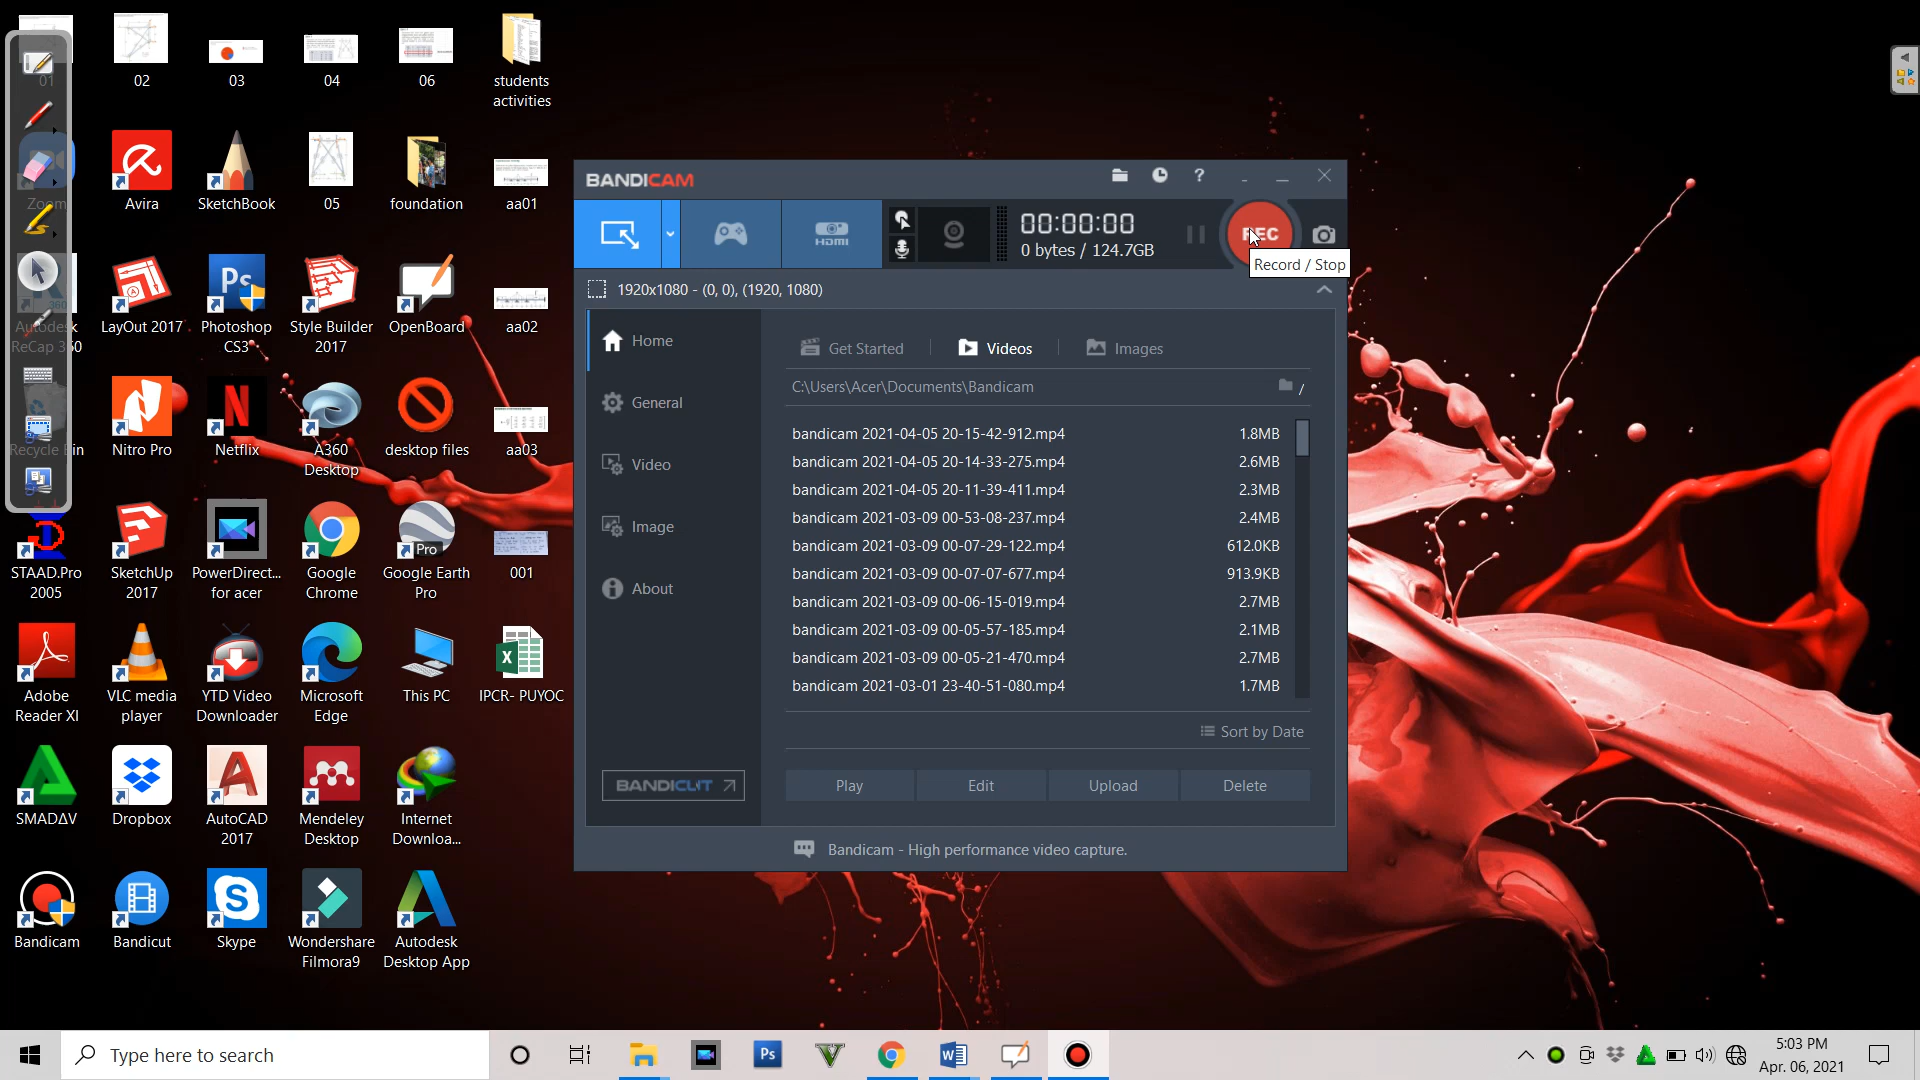 01
02
03
04
06
students
activities
Zoom
Avira
SketchBook
05
foundation
aa01
Autodesk
ReCap 360
LayOut 2017
Photoshop
CS3
Style Builder
2017
OpenBoard
aa02
Recycle Bin
Nitro Pro
Netflix
A360
Desktop
desktop files
aa03
STAAD.Pro
2005
SketchUp
2017
PowerDirect...
for acer
Google
Chrome
Pro
Google Earth
Pro
001
Adobe
Reader XI
VLC media
player
YTD Video
Downloader
Microsoft
Edge
This PC
IPCR- PUYOC
SMADΔV
Dropbox
AutoCAD
2017
Mendeley
Desktop
Internet
Downloa...
Bandicam
Bandicut
Skype
Wondershare
Filmora9
Autodesk
Desktop App
BANDICAM
HDMI
00:00:00
0 bytes / 124.7GB
REC
Record / Stop
1920x1080 - (0, 0), (1920, 1080)
Home
General
Video
Image
About
BANDICUT
Get Started
Videos
Images
C:\Users\Acer\Documents\Bandicam
/
bandicam 2021-04-05 20-15-42-912.mp4 1.8MB
bandicam 2021-04-05 20-14-33-275.mp4 2.6MB
bandicam 2021-04-05 20-11-39-411.mp4 2.3MB
bandicam 2021-03-09 00-53-08-237.mp4 2.4MB
bandicam 2021-03-09 00-07-29-122.mp4 612.0KB
bandicam 2021-03-09 00-07-07-677.mp4 913.9KB
bandicam 2021-03-09 00-06-15-019.mp4 2.7MB
bandicam 2021-03-09 00-05-57-185.mp4 2.1MB
bandicam 2021-03-09 00-05-21-470.mp4 2.7MB
bandicam 2021-03-01 23-40-51-080.mp4 1.7MB
Sort by Date
Play Edit Upload Delete
Bandicam - High performance video capture.
Type here to search
Ps
5:03 PM
Apr. 06, 2021